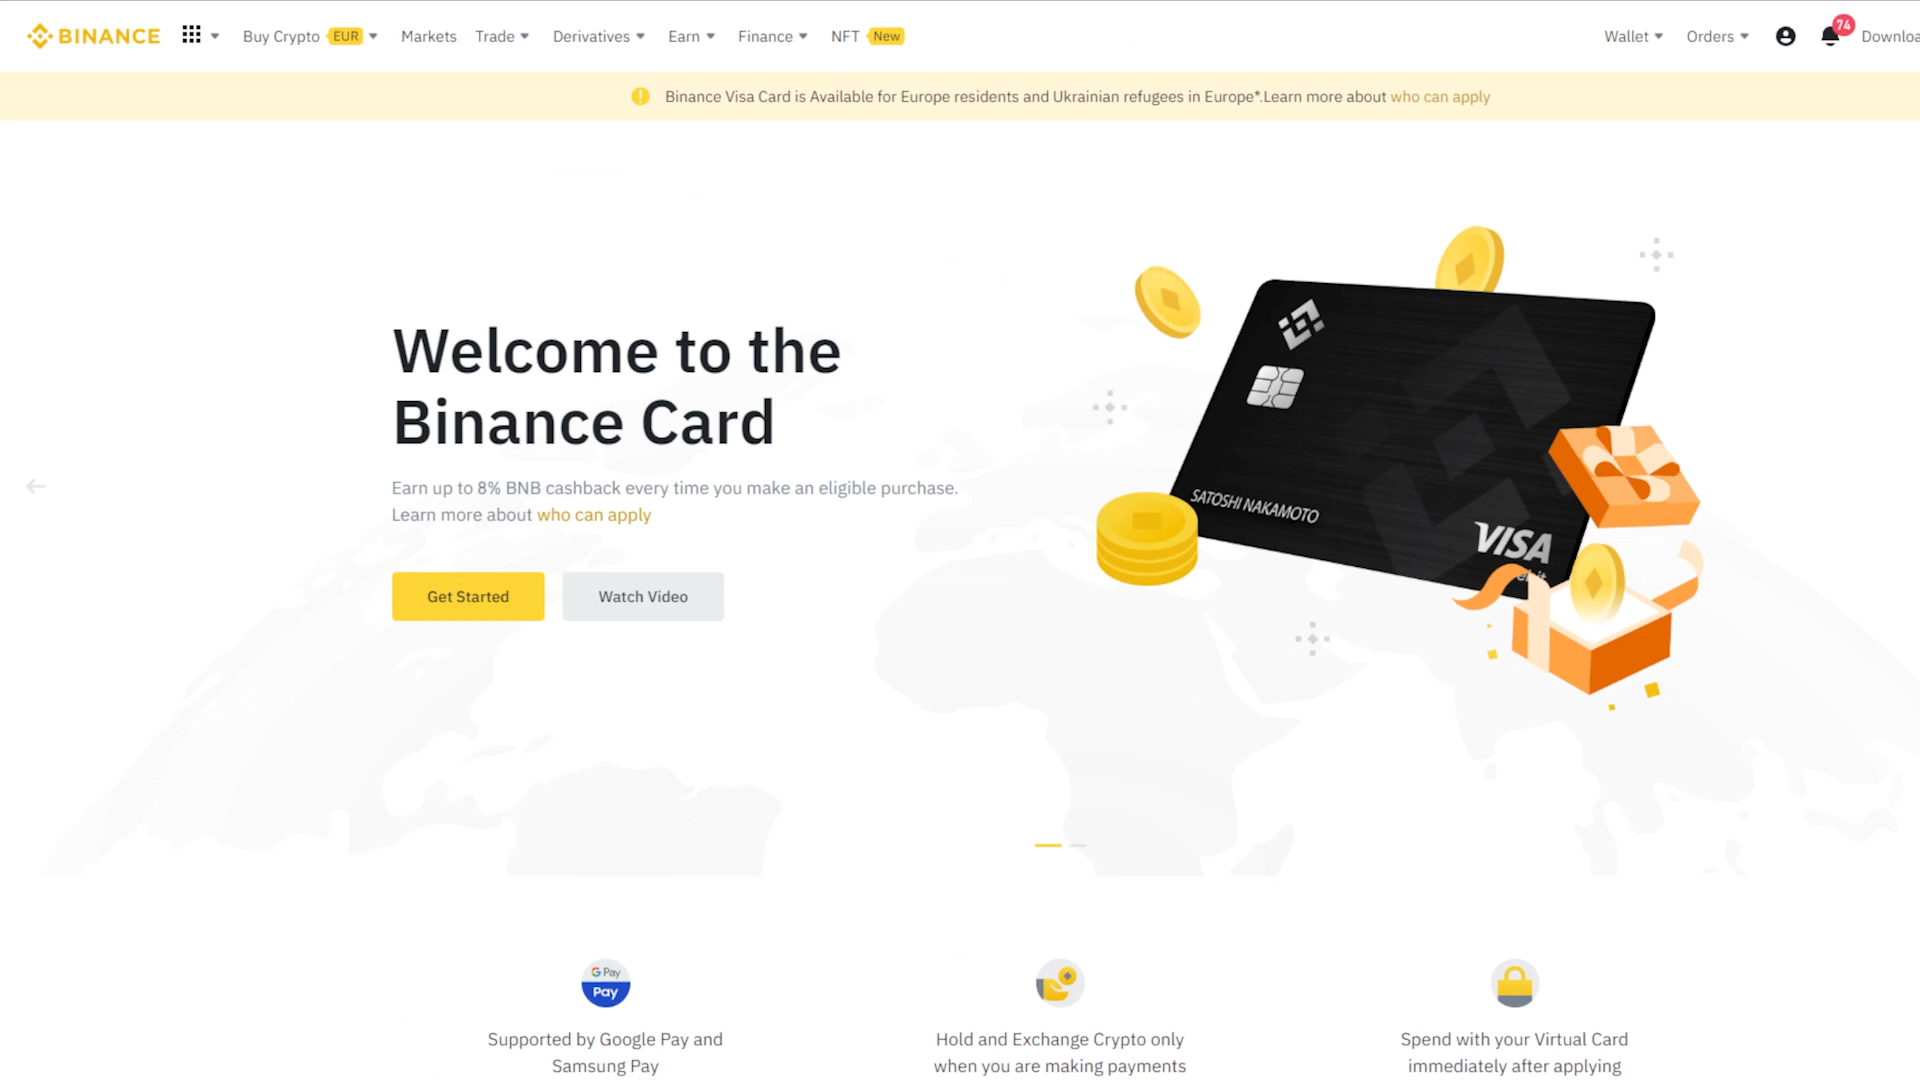 BINANCE Buy Crypto EUR Markets Trade Derivatives Earn Finance NFT New Wallet Orders 74
Binance Visa Card is Available for Europe residents and Ukrainian refugees in Europe*.Learn more about who can apply
Welcome to the
Binance Card
Earn up to 8% BNB cashback every time you make an eligible purchase.
Learn more about who can apply
Get Started Watch Video
SATOSHI NAKAMOTO
VISA
G Pay
Pay
Supported by Google Pay and
Samsung Pay
Hold and Exchange Crypto only
when you are making payments
Spend with your Virtual Card
immediately after applying